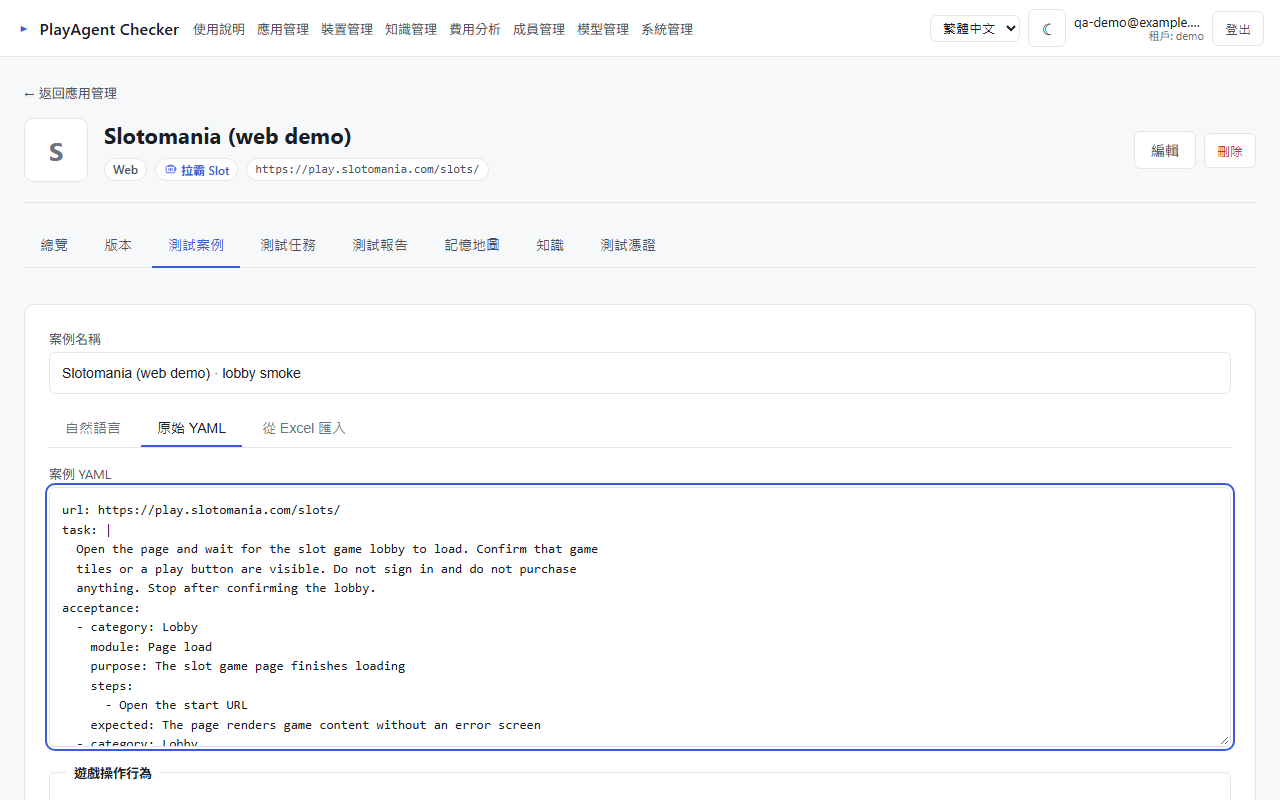 PlayAgent Checker 使用說明 應用管理 裝置管理 知識管理 費用分析 成員管理 模型管理 系統管理 繁體中文 qa-demo@example.... 登出
租戶: demo
← 返回應用管理
S
Slotomania (web demo)
編輯 刪除
Web 拉霸 Slot https://play.slotomania.com/slots/
總覽 版本 測試案例 測試任務 測試報告 記憶地圖 知識 測試憑證
案例名稱
Slotomania (web demo) · lobby smoke
自然語言 原始 YAML 從 Excel 匯入
案例 YAML
url: https://play.slotomania.com/slots/
task: |
Open the page and wait for the slot game lobby to load. Confirm that game
tiles or a play button are visible. Do not sign in and do not purchase
anything. Stop after confirming the lobby.
acceptance:
- category: Lobby
module: Page load
purpose: The slot game page finishes loading
steps:
- Open the start URL
expected: The page renders game content without an error screen
- category: Lobby
遊戲操作行為